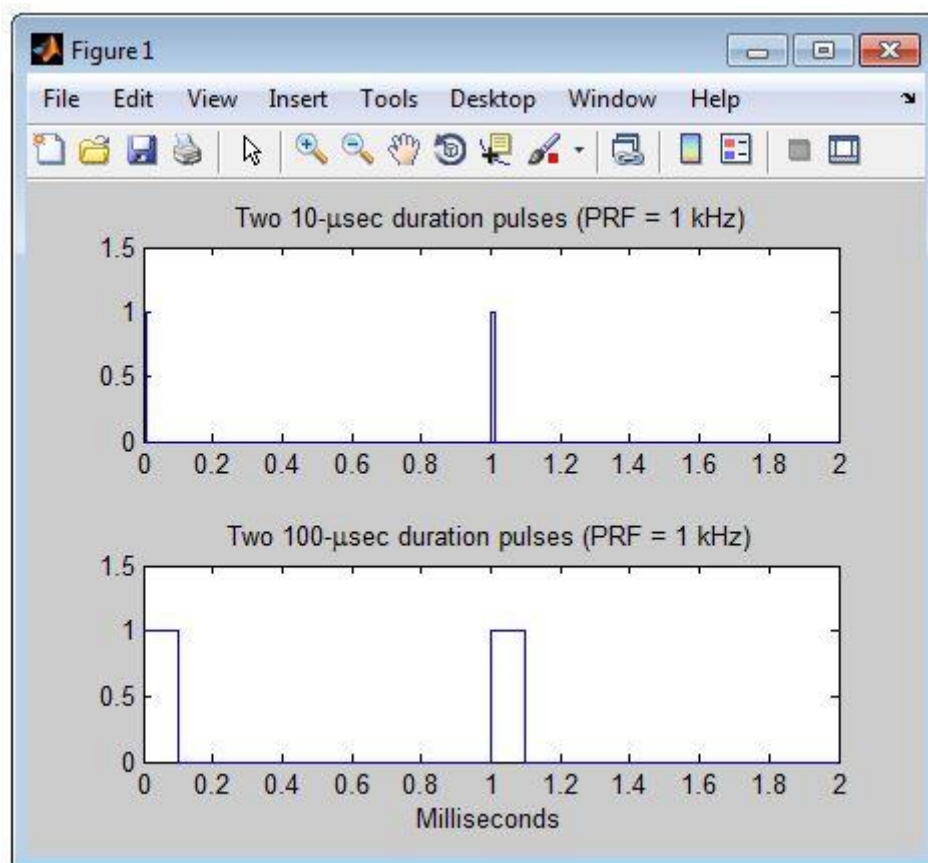 Figure 1
File Edit View Insert Tools Desktop Window Help
Two 10-µsec duration pulses (PRF = 1 kHz)
1.5
1
0.5
0
0 0.2 0.4 0.6 0.8 1 1.2 1.4 1.6 1.8 2
Two 100-µsec duration pulses (PRF = 1 kHz)
1.5
1
0.5
0
0 0.2 0.4 0.6 0.8 1 1.2 1.4 1.6 1.8 2
Milliseconds